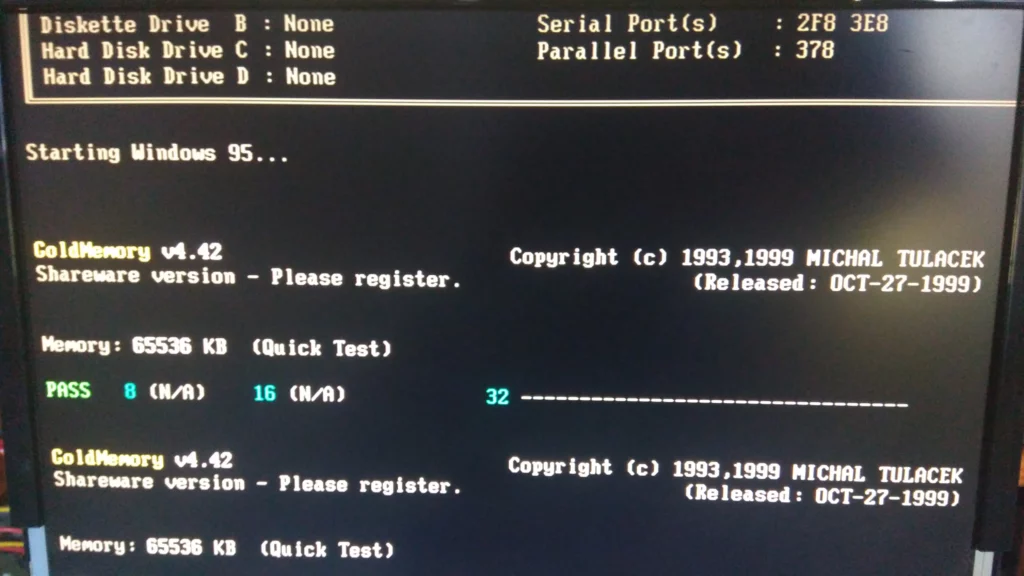 Diskette Drive B : None Serial Port(s) : 2F8 3E8
Hard Disk Drive C : None Parallel Port(s) : 378
Hard Disk Drive D : None
Starting Windows 95...
GoldMemory v4.42 Copyright (c) 1993,1999 MICHAL TULACEK
Shareware version - Please register. (Released: OCT-27-1999)
Memory: 65536 KB (Quick Test)
PASS 8 (N/A) 16 (N/A) 32 ---------------------------------
GoldMemory v4.42 Copyright (c) 1993,1999 MICHAL TULACEK
Shareware version - Please register. (Released: OCT-27-1999)
Memory: 65536 KB (Quick Test)